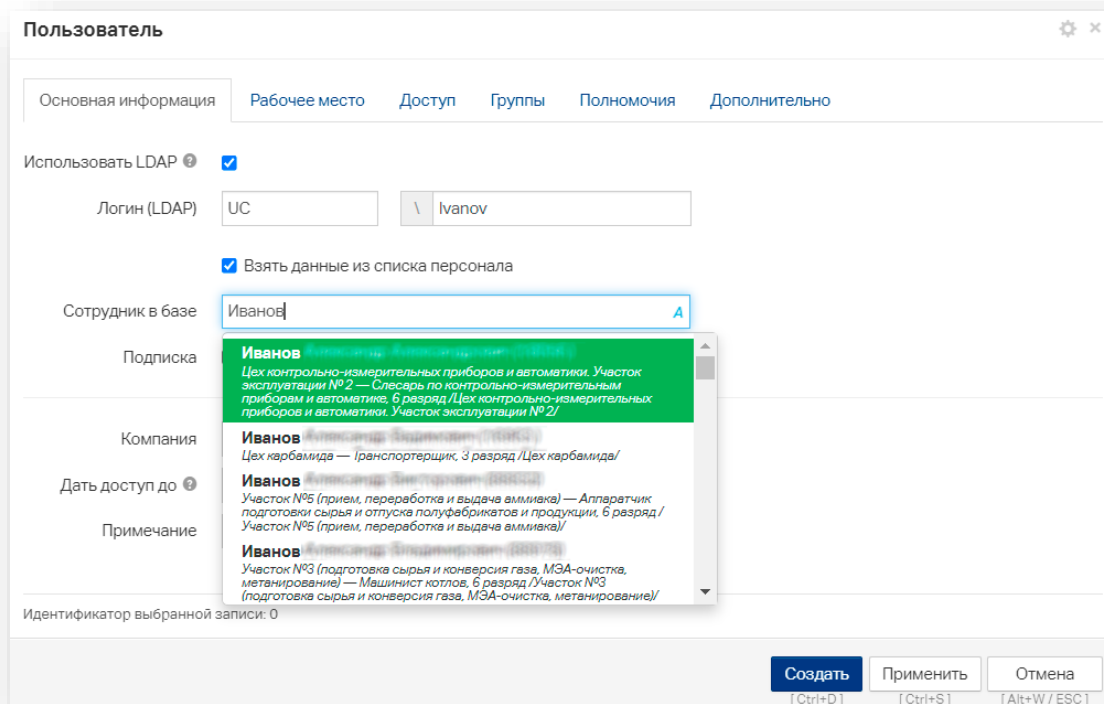 Пользователь
Основная информация Рабочее место Доступ Группы Полномочия Дополнительно
Использовать LDAP ?
Логин (LDAP) UC \ Ivanov
Взять данные из списка персонала
Сотрудник в базе Иванов A
Подписка
Иванов
Цех контрольно-измерительных приборов и автоматики. Участок
эксплуатации № 2 — Слесарь по контрольно-измерительным
приборам и автоматике, 6 разряд /Цех контрольно-измерительных
приборов и автоматики. Участок эксплуатации № 2/
Компания
Иванов
Цех карбамида — Транспортерщик, 3 разряд /Цех карбамида/
Дать доступ до ?
Иванов
Участок №5 (прием, переработка и выдача аммиака) — Аппаратчик
подготовки сырья и отпуска полуфабрикатов и продукции, 6 разряд /
Участок №5 (прием, переработка и выдача аммиака)/
Примечание
Иванов
Участок №3 (подготовка сырья и конверсия газа, МЭА-очистка,
метанирование) — Машинист котлов, 6 разряд /Участок №3
(подготовка сырья и конверсия газа, МЭА-очистка, метанирование)/
Идентификатор выбранной записи: 0
Создать Применить Отмена
[ Ctrl+D ] [ Ctrl+S ] [ Alt+W / ESC ]